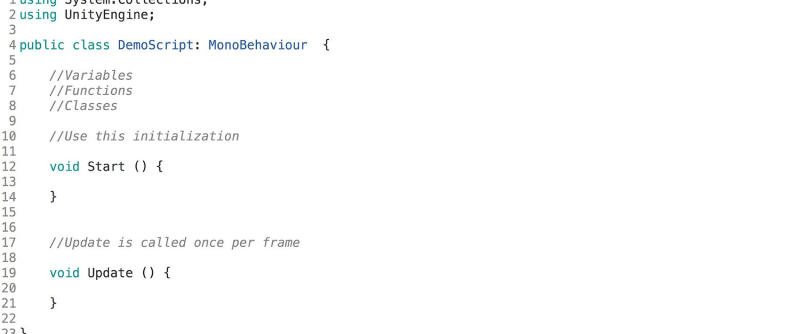 1 using System.Collections;
2 using UnityEngine;
3
4 public class DemoScript: MonoBehaviour  {
5
6     //Variables
7     //Functions
8     //Classes
9
10     //Use this initialization
11
12     void Start () {
13
14     }
15
16
17     //Update is called once per frame
18
19     void Update () {
20
21     }
22
23 }